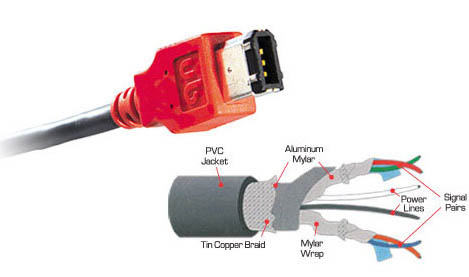 PVC
Jacket
Aluminum
Mylar
Power
Lines
Signal
Pairs
Tin Copper Braid
Mylar
Wrap